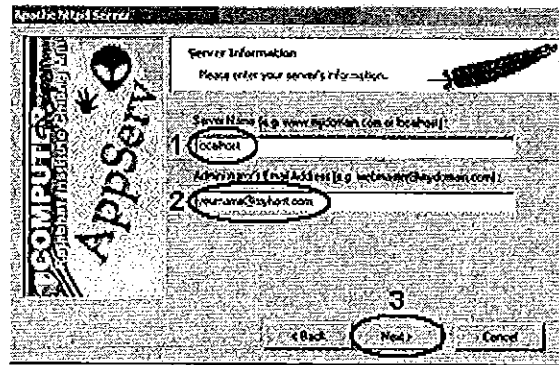 Apache httpd Server
COMPUTER
AppServ
Server Information
Please enter your server's information.
Server Name (e.g. www.mydomain.com or localhost) :
1
localhost
Administrator's Email Address (e.g. webmaster@mydomain.com) :
2
yourname@myhost.com
3
< Back
Next >
Cancel